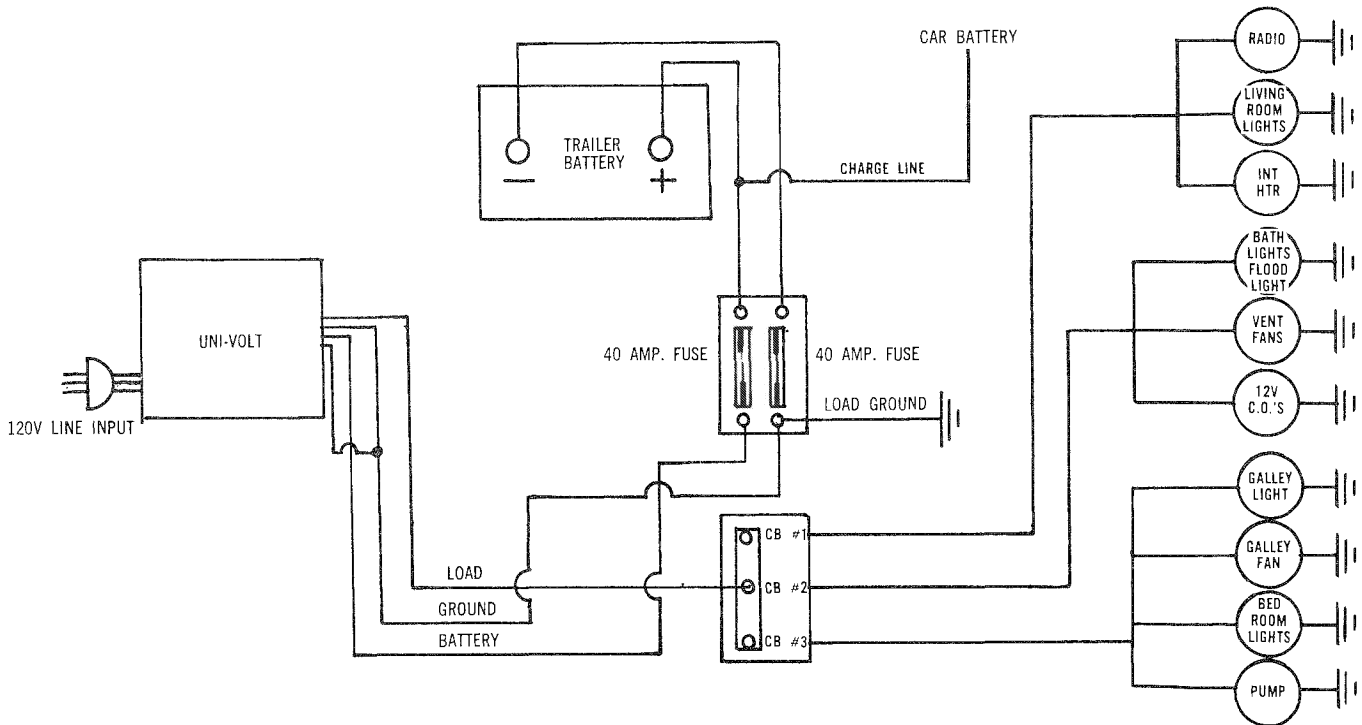 CAR BATTERY
TRAILER
BATTERY
–
+
CHARGE LINE
UNI-VOLT
120V LINE INPUT
40 AMP. FUSE
40 AMP. FUSE
LOAD GROUND
LOAD
GROUND
BATTERY
CB #1
CB #2
CB #3
RADIO
LIVING
ROOM
LIGHTS
INT
HTR
BATH
LIGHTS
FLOOD
LIGHT
VENT
FANS
12V
C.O.'S
GALLEY
LIGHT
GALLEY
FAN
BED
ROOM
LIGHTS
PUMP